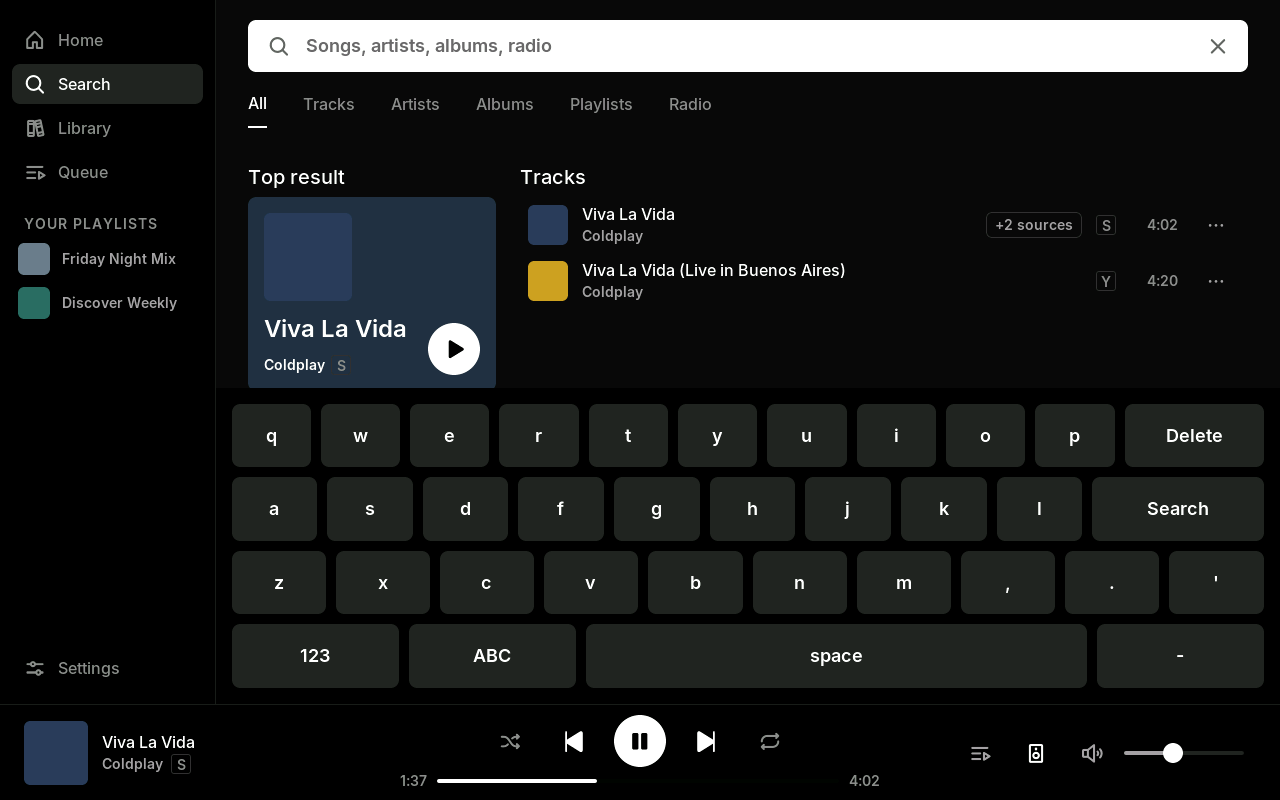 Home
Search
Library
Queue
YOUR PLAYLISTS
Friday Night Mix
Discover Weekly
Settings
Songs, artists, albums, radio
All Tracks Artists Albums Playlists Radio
Top result
Viva La Vida
Coldplay S
Tracks
Viva La Vida
Coldplay
+2 sources S 4:02
Viva La Vida (Live in Buenos Aires)
Coldplay
Y 4:20
q w e r t y u i o p Delete
a s d f g h j k l Search
z x c v b n m , . '
123 ABC space -
Viva La Vida
Coldplay S
1:37 4:02